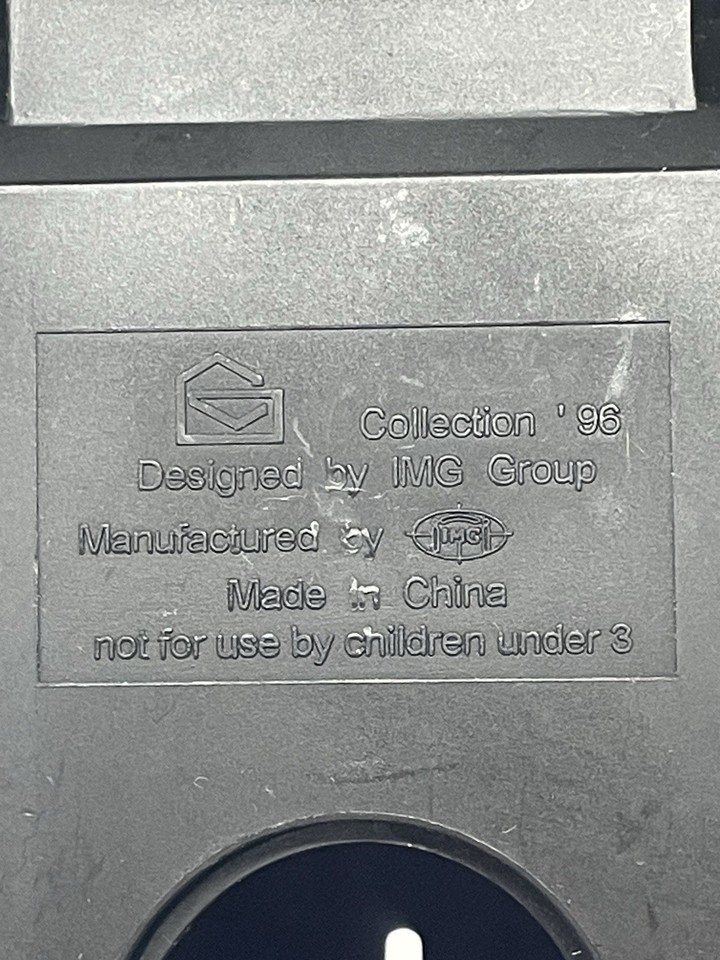 Collection '96
Designed by IMG Group
Manufactured by IMG
Made in China
not for use by children under 3